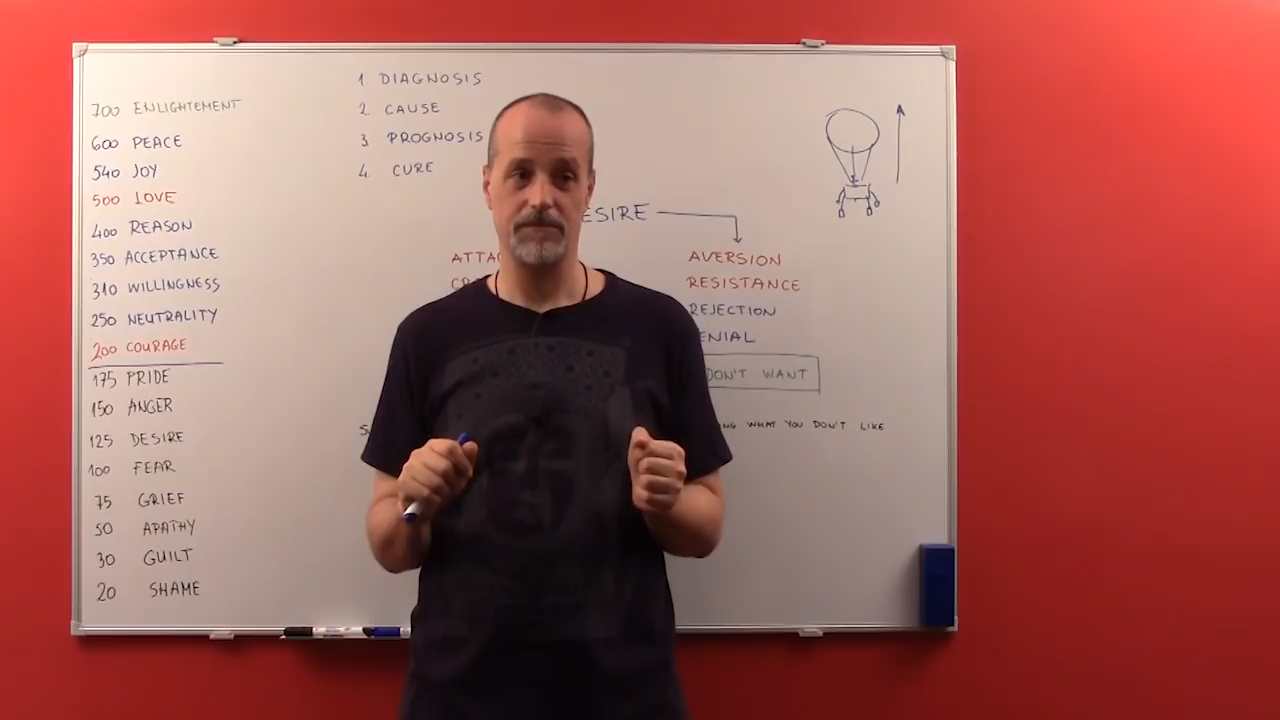 700 ENLIGHTEMENT
600 PEACE
540 JOY
500 LOVE
400 REASON
350 ACCEPTANCE
310 WILLINGNESS
250 NEUTRALITY
200 COURAGE
175 PRIDE
150 ANGER
125 DESIRE
100 FEAR
75 GRIEF
50 APATHY
30 GUILT
20 SHAME
1. DIAGNOSIS
2. CAUSE
3. PROGNOSIS
4. CURE
ESIRE
ATTA
AVERSION
RESISTANCE
REJECTION
ENIAL
DON'T WANT
NG WHAT YOU DON'T LIKE